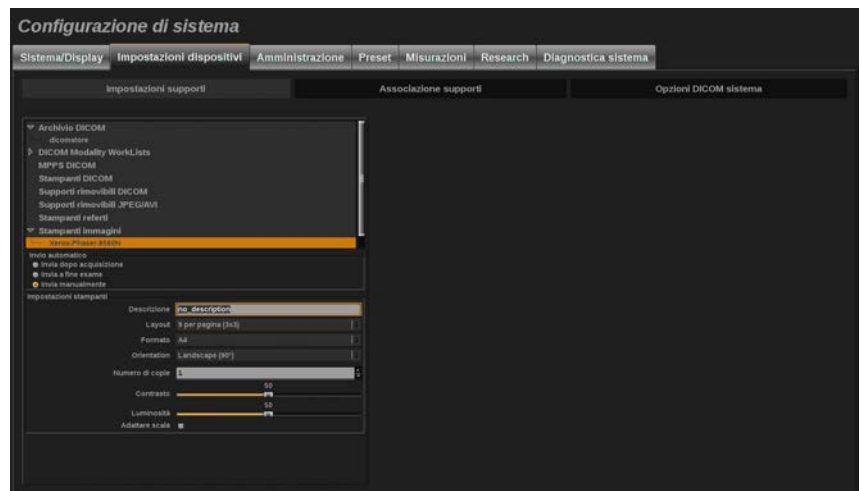 Configurazione di sistema
Sistema/Display Impostazioni dispositivi Amministrazione Preset Misurazioni Research Diagnostica sistema
Impostazioni supporti Associazione supporti Opzioni DICOM sistema
Archivio DICOM
dicomstore
DICOM Modality WorkLists
MPPS DICOM
Stampanti DICOM
Supporti rimovibili DICOM
Supporti rimovibili JPEG/AVI
Stampanti referti
Stampanti immagini
Xerox-Phaser-8560N
Invio automatico
Invia dopo acquisizione
Invia a fine esame
Invia manualmente
Impostazioni stampanti
Descrizione no_description
Layout 9 per pagina (3x3)
Formato A4
Orientation Landscape (90°)
Numero di copie 1
50
Contrasto
50
Luminosità
Adattare scala